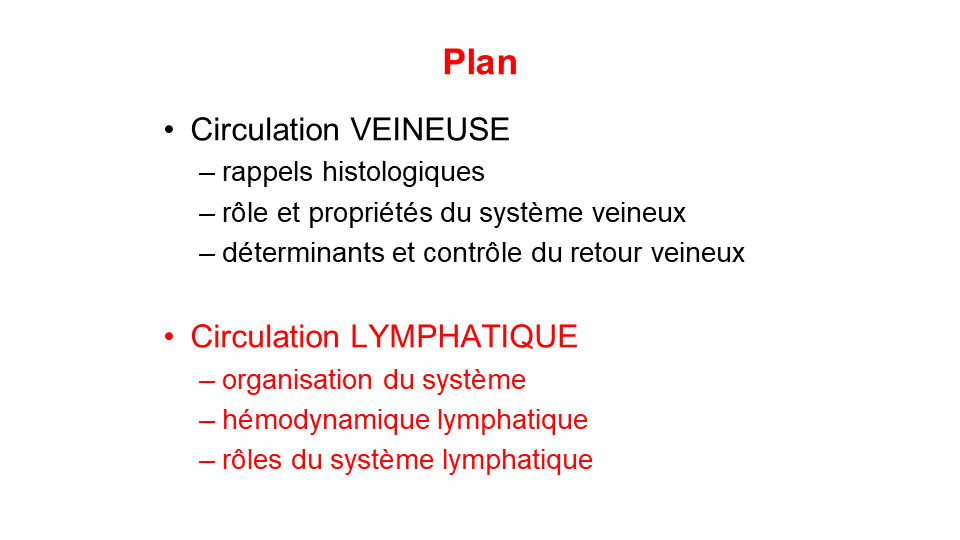 Plan
• Circulation VEINEUSE
– rappels histologiques
– rôle et propriétés du système veineux
– déterminants et contrôle du retour veineux
• Circulation LYMPHATIQUE
– organisation du système
– hémodynamique lymphatique
– rôles du système lymphatique